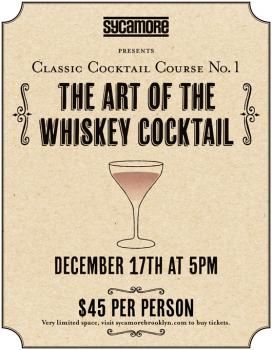 SYCAMORE
PRESENTS
CLASSIC COCKTAIL COURSE NO. 1
THE ART OF THE
WHISKEY COCKTAIL
DECEMBER 17TH AT 5PM
$45 PER PERSON
Very limited space, visit sycamorebrooklyn.com to buy tickets.